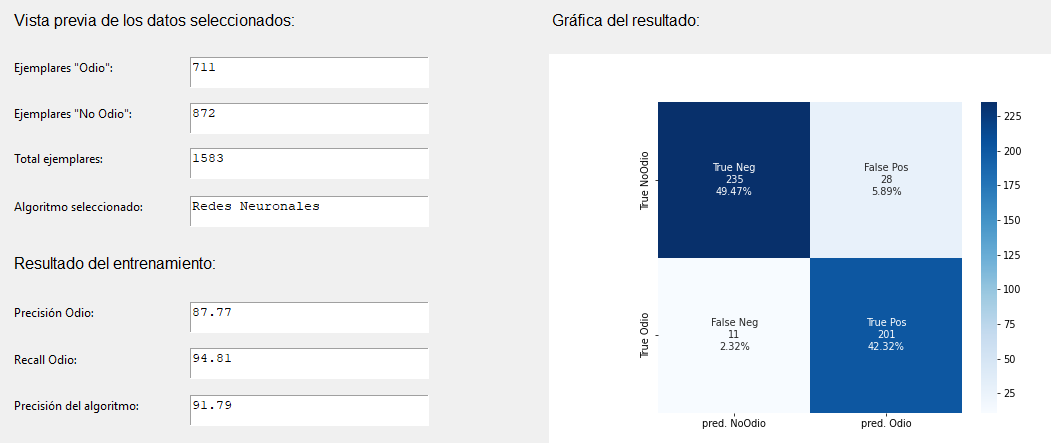 Vista previa de los datos seleccionados:
Ejemplares "Odio":
711
Ejemplares "No Odio":
872
Total ejemplares:
1583
Algoritmo seleccionado:
Redes Neuronales
Resultado del entrenamiento:
Precisión Odio:
87.77
Recall Odio:
94.81
Precisión del algoritmo:
91.79
Gráfica del resultado:
True NoOdio
True Neg
235
49.47%
False Pos
28
5.89%
True Odio
False Neg
11
2.32%
True Pos
201
42.32%
pred. NoOdio
pred. Odio
225
200
175
150
125
100
75
50
25